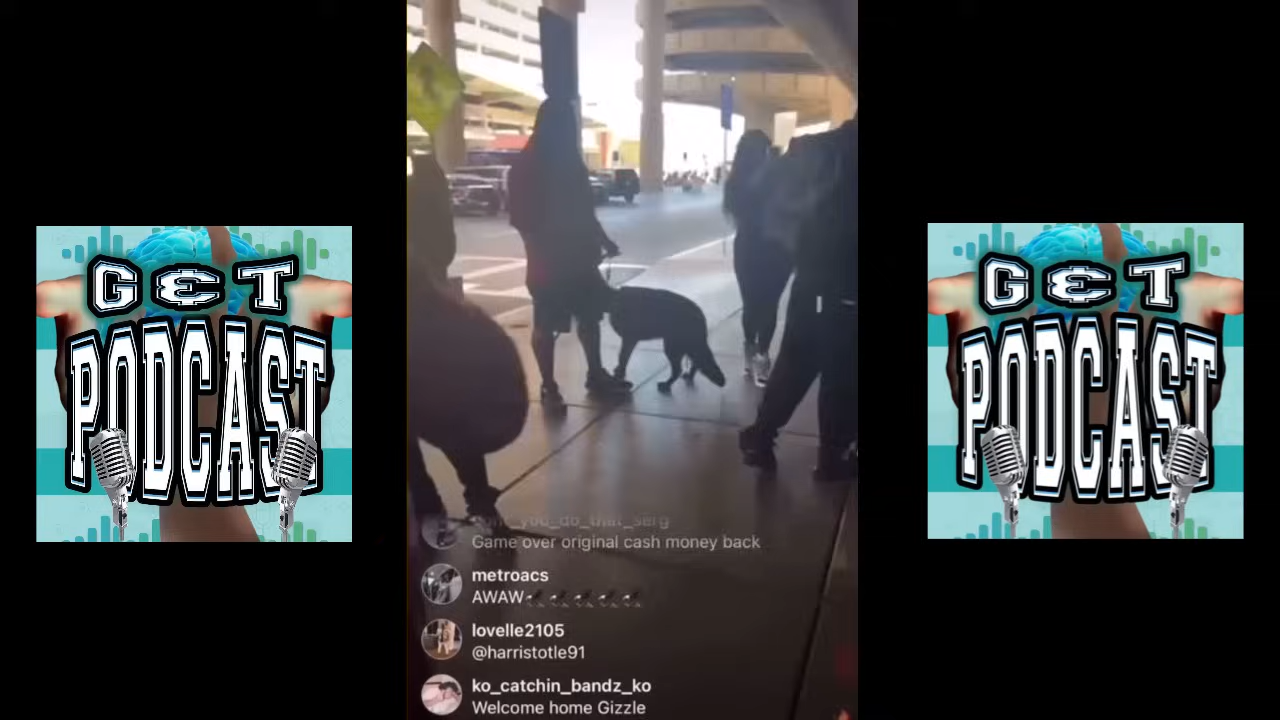 GET
PODCAST
GET
PODCAST
Game over original cash money back
metroacs
AWAW
lovelle2105
@harristotle91
ko_catchin_bandz_ko
Welcome home Gizzle